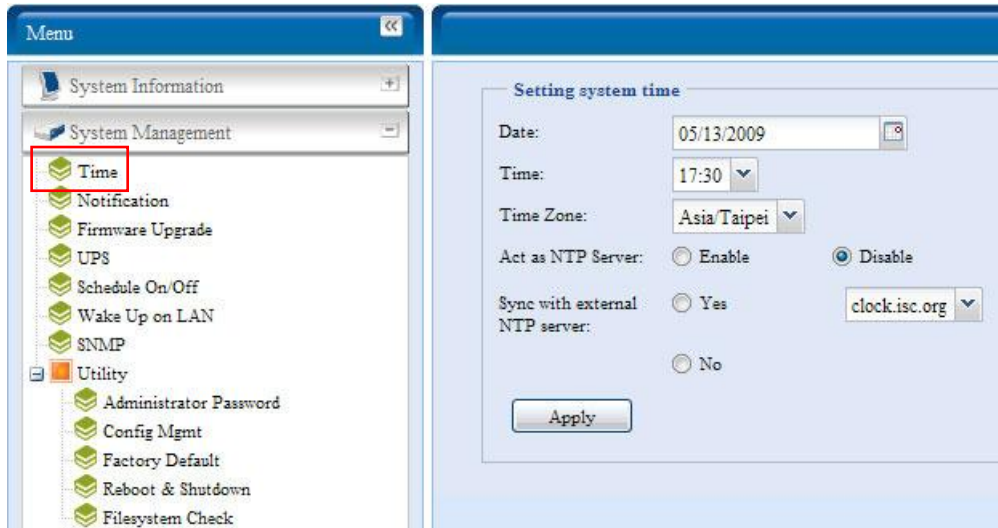 Menu
System Information
System Management
Time
Notification
Firmware Upgrade
UPS
Schedule On/Off
Wake Up on LAN
SNMP
Utility
Administrator Password
Config Mgmt
Factory Default
Reboot & Shutdown
Filesystem Check
Setting system time
Date: 05/13/2009
Time: 17:30
Time Zone: Asia/Taipei
Act as NTP Server: Enable Disable
Sync with external Yes clock.isc.org
NTP server:
No
Apply